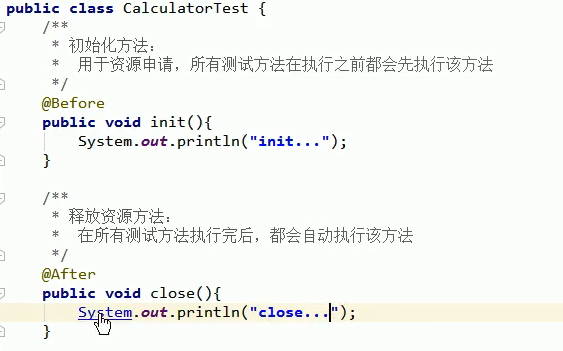 public class CalculatorTest {
/**
* 初始化方法：
* 用于资源申请，所有测试方法在执行之前都会先执行该方法
*/
@Before
public void init(){
System.out.println("init...");
}
/**
* 释放资源方法：
* 在所有测试方法执行完后，都会自动执行该方法
*/
@After
public void close(){
System.out.println("close...");
}